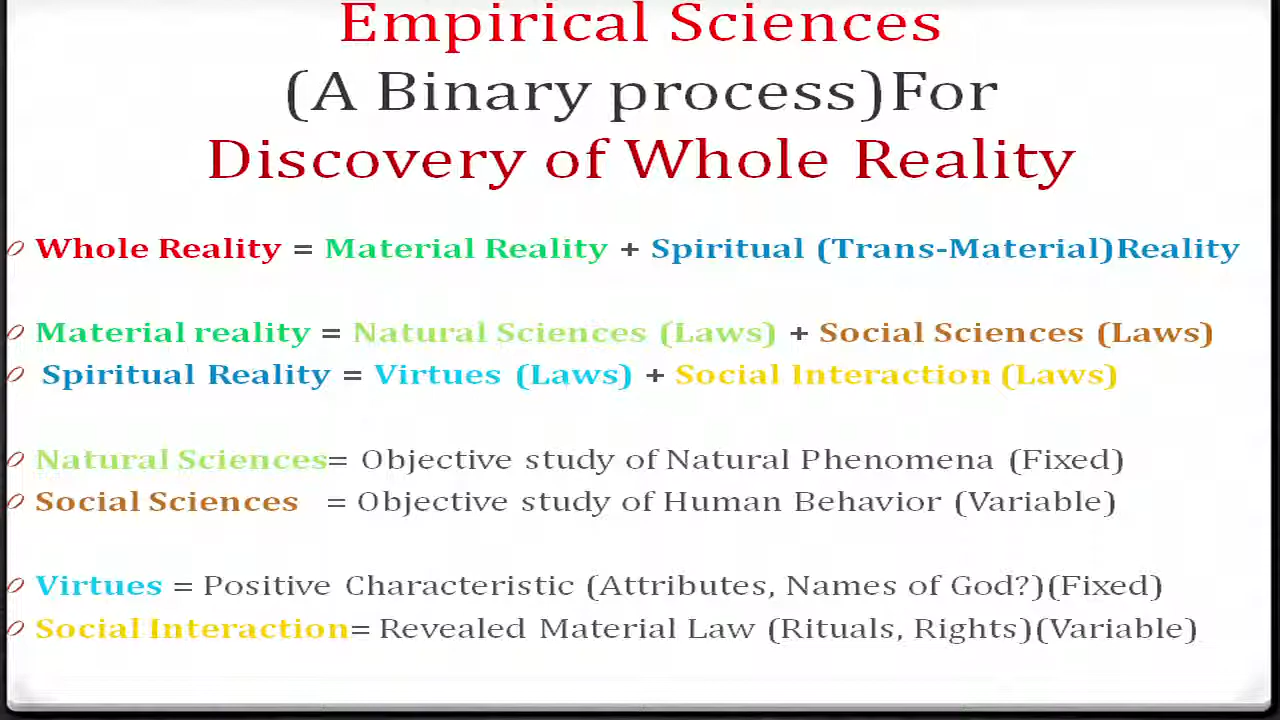 Empirical Sciences
(A Binary process)For
Discovery of Whole Reality
Whole Reality = Material Reality + Spiritual (Trans-Material)Reality
Material reality = Natural Sciences (Laws) + Social Sciences (Laws)
Spiritual Reality = Virtues (Laws) + Social Interaction (Laws)
Natural Sciences= Objective study of Natural Phenomena (Fixed)
Social Sciences = Objective study of Human Behavior (Variable)
Virtues = Positive Characteristic (Attributes, Names of God?)(Fixed)
Social Interaction= Revealed Material Law (Rituals, Rights)(Variable)